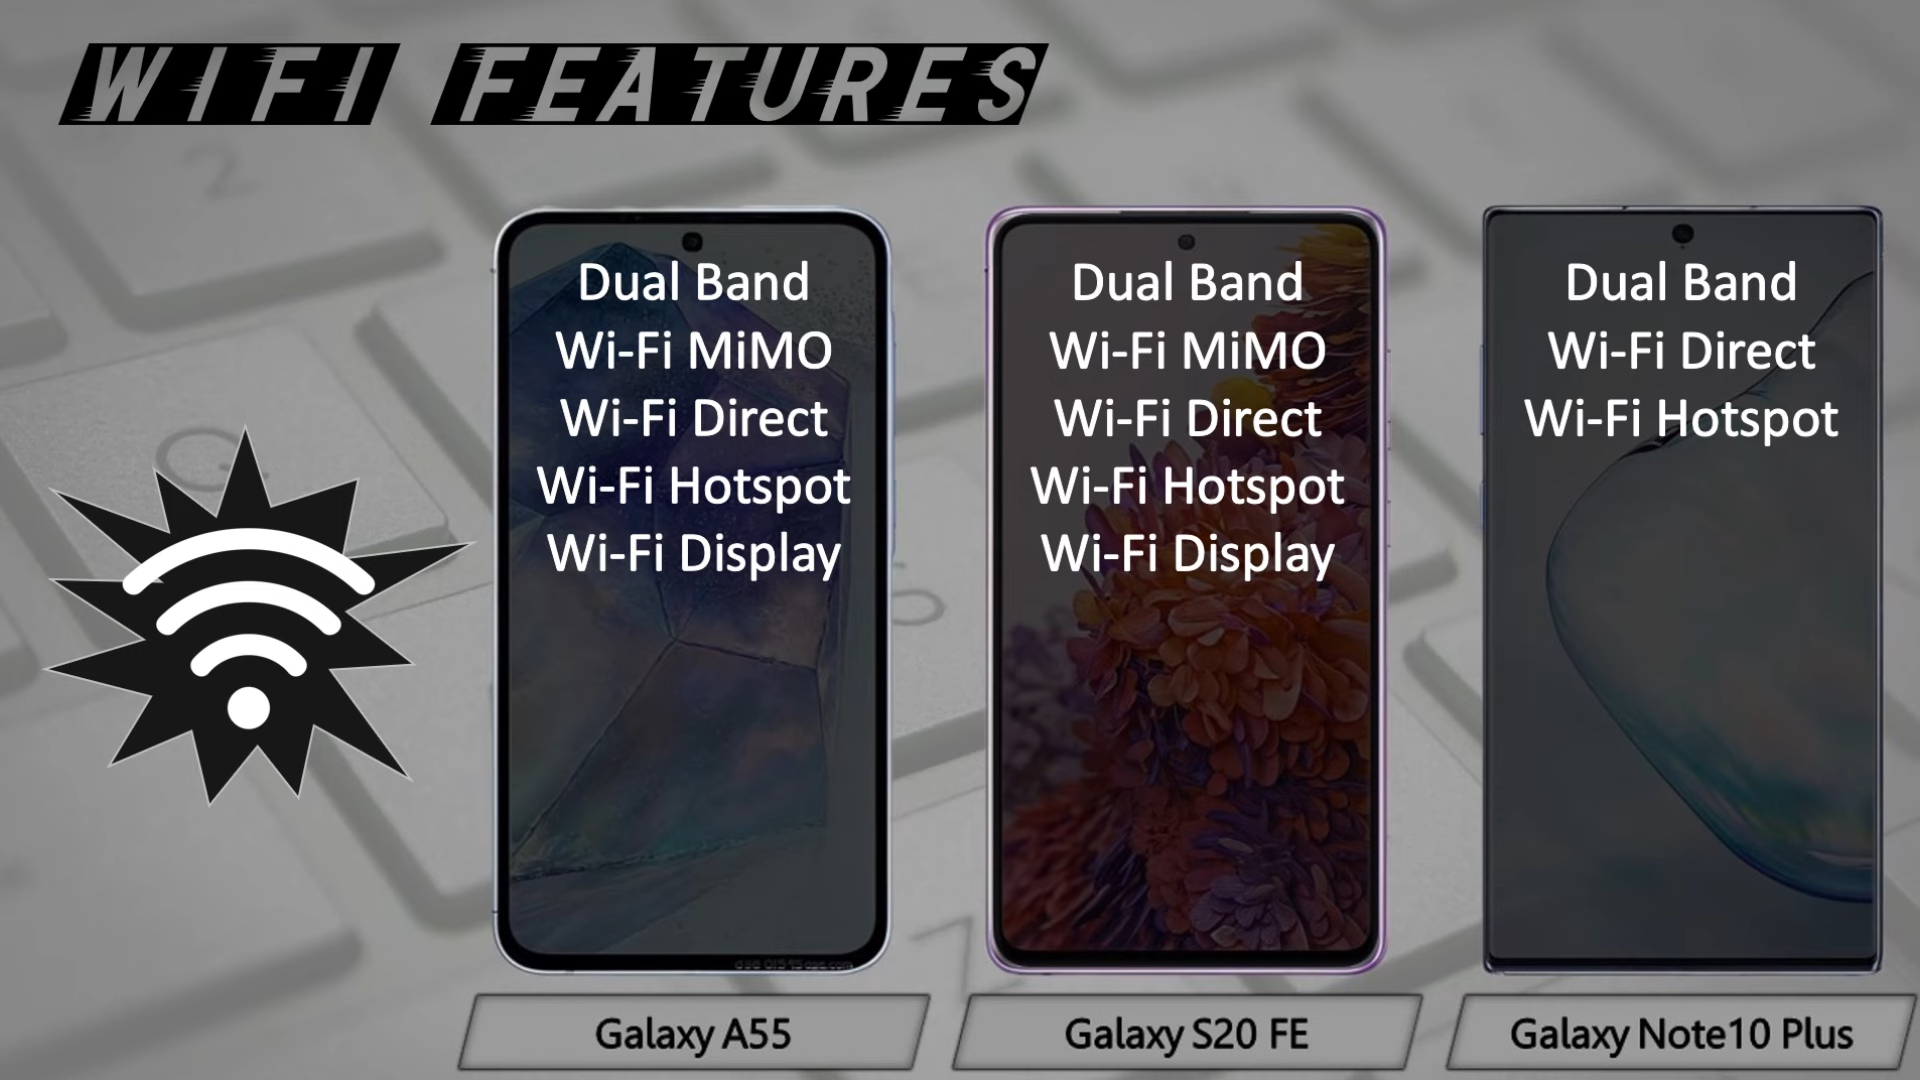 WIFI FEATURES
Dual Band
Wi-Fi MiMO
Wi-Fi Direct
Wi-Fi Hotspot
Wi-Fi Display
Dual Band
Wi-Fi MiMO
Wi-Fi Direct
Wi-Fi Hotspot
Wi-Fi Display
Dual Band
Wi-Fi Direct
Wi-Fi Hotspot
Galaxy A55
Galaxy S20 FE
Galaxy Note10 Plus
2